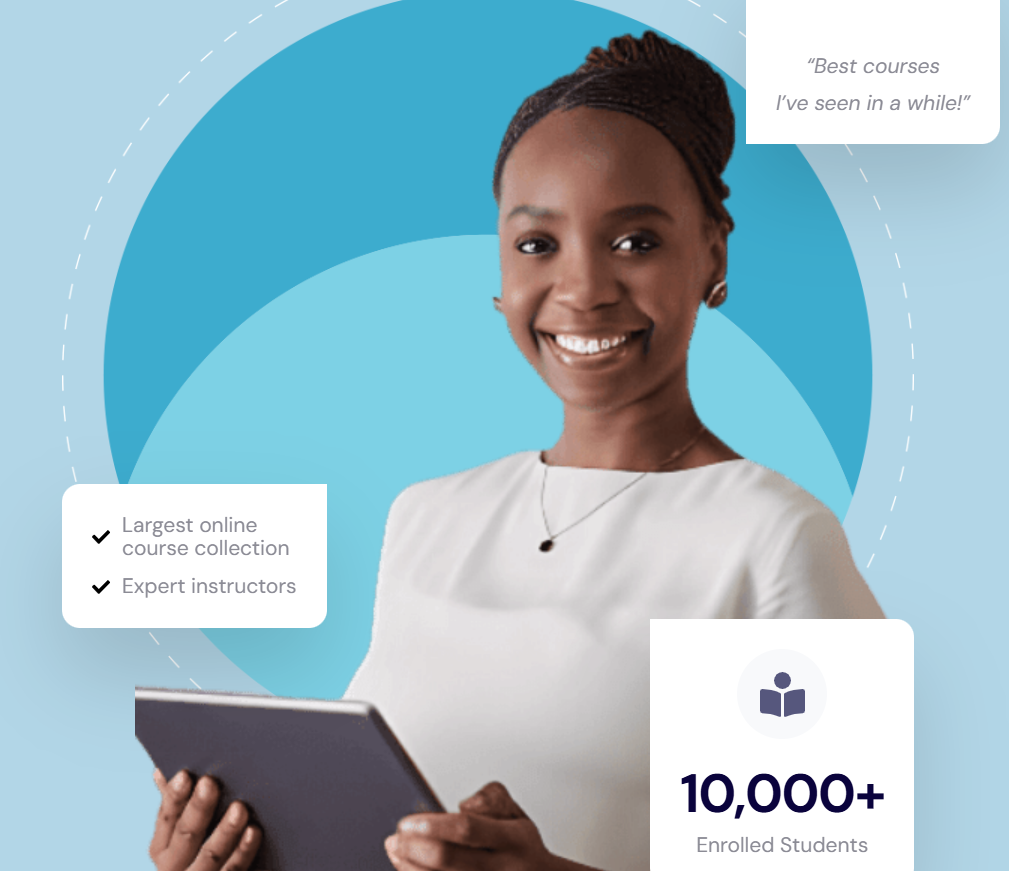 “Best courses
I’ve seen in a while!”
Largest online
course collection
Expert instructors
10,000+
Enrolled Students